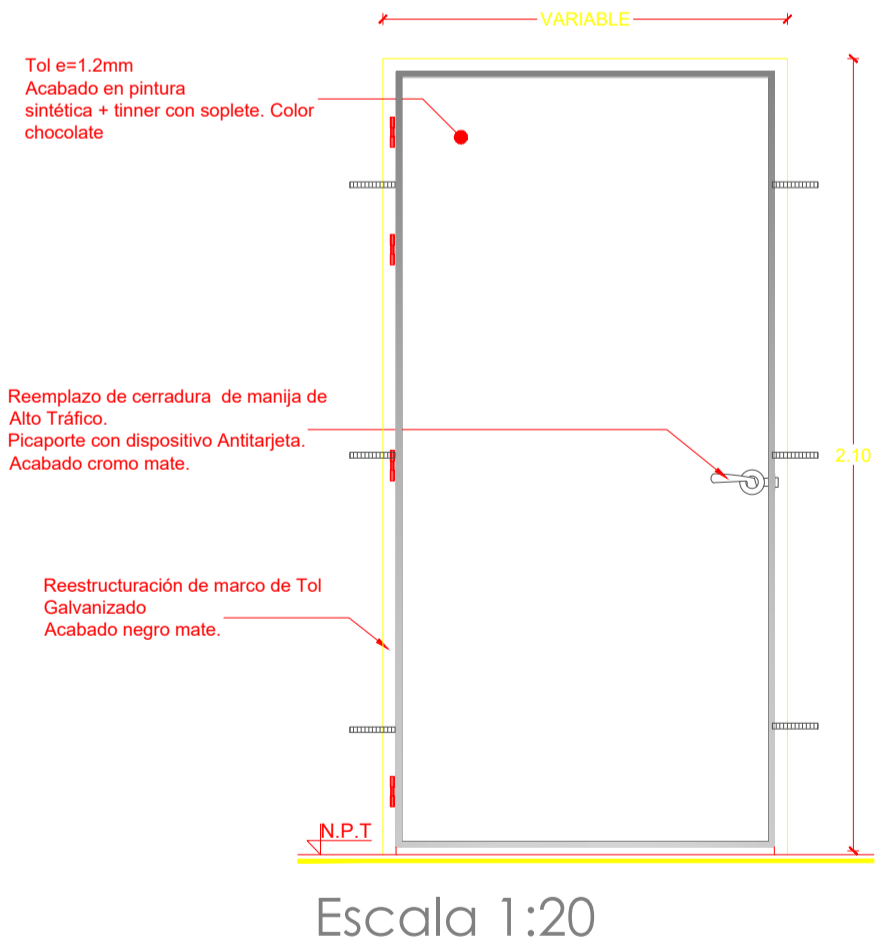 VARIABLE
Tol e=1.2mm
Acabado en pintura
sintética + tinner con soplete. Color
chocolate
Reemplazo de cerradura de manija de
Alto Tráfico.
Picaporte con dispositivo Antitarjeta.
Acabado cromo mate.
2.10
Reestructuración de marco de Tol
Galvanizado
Acabado negro mate.
N.P.T
Escala 1:20